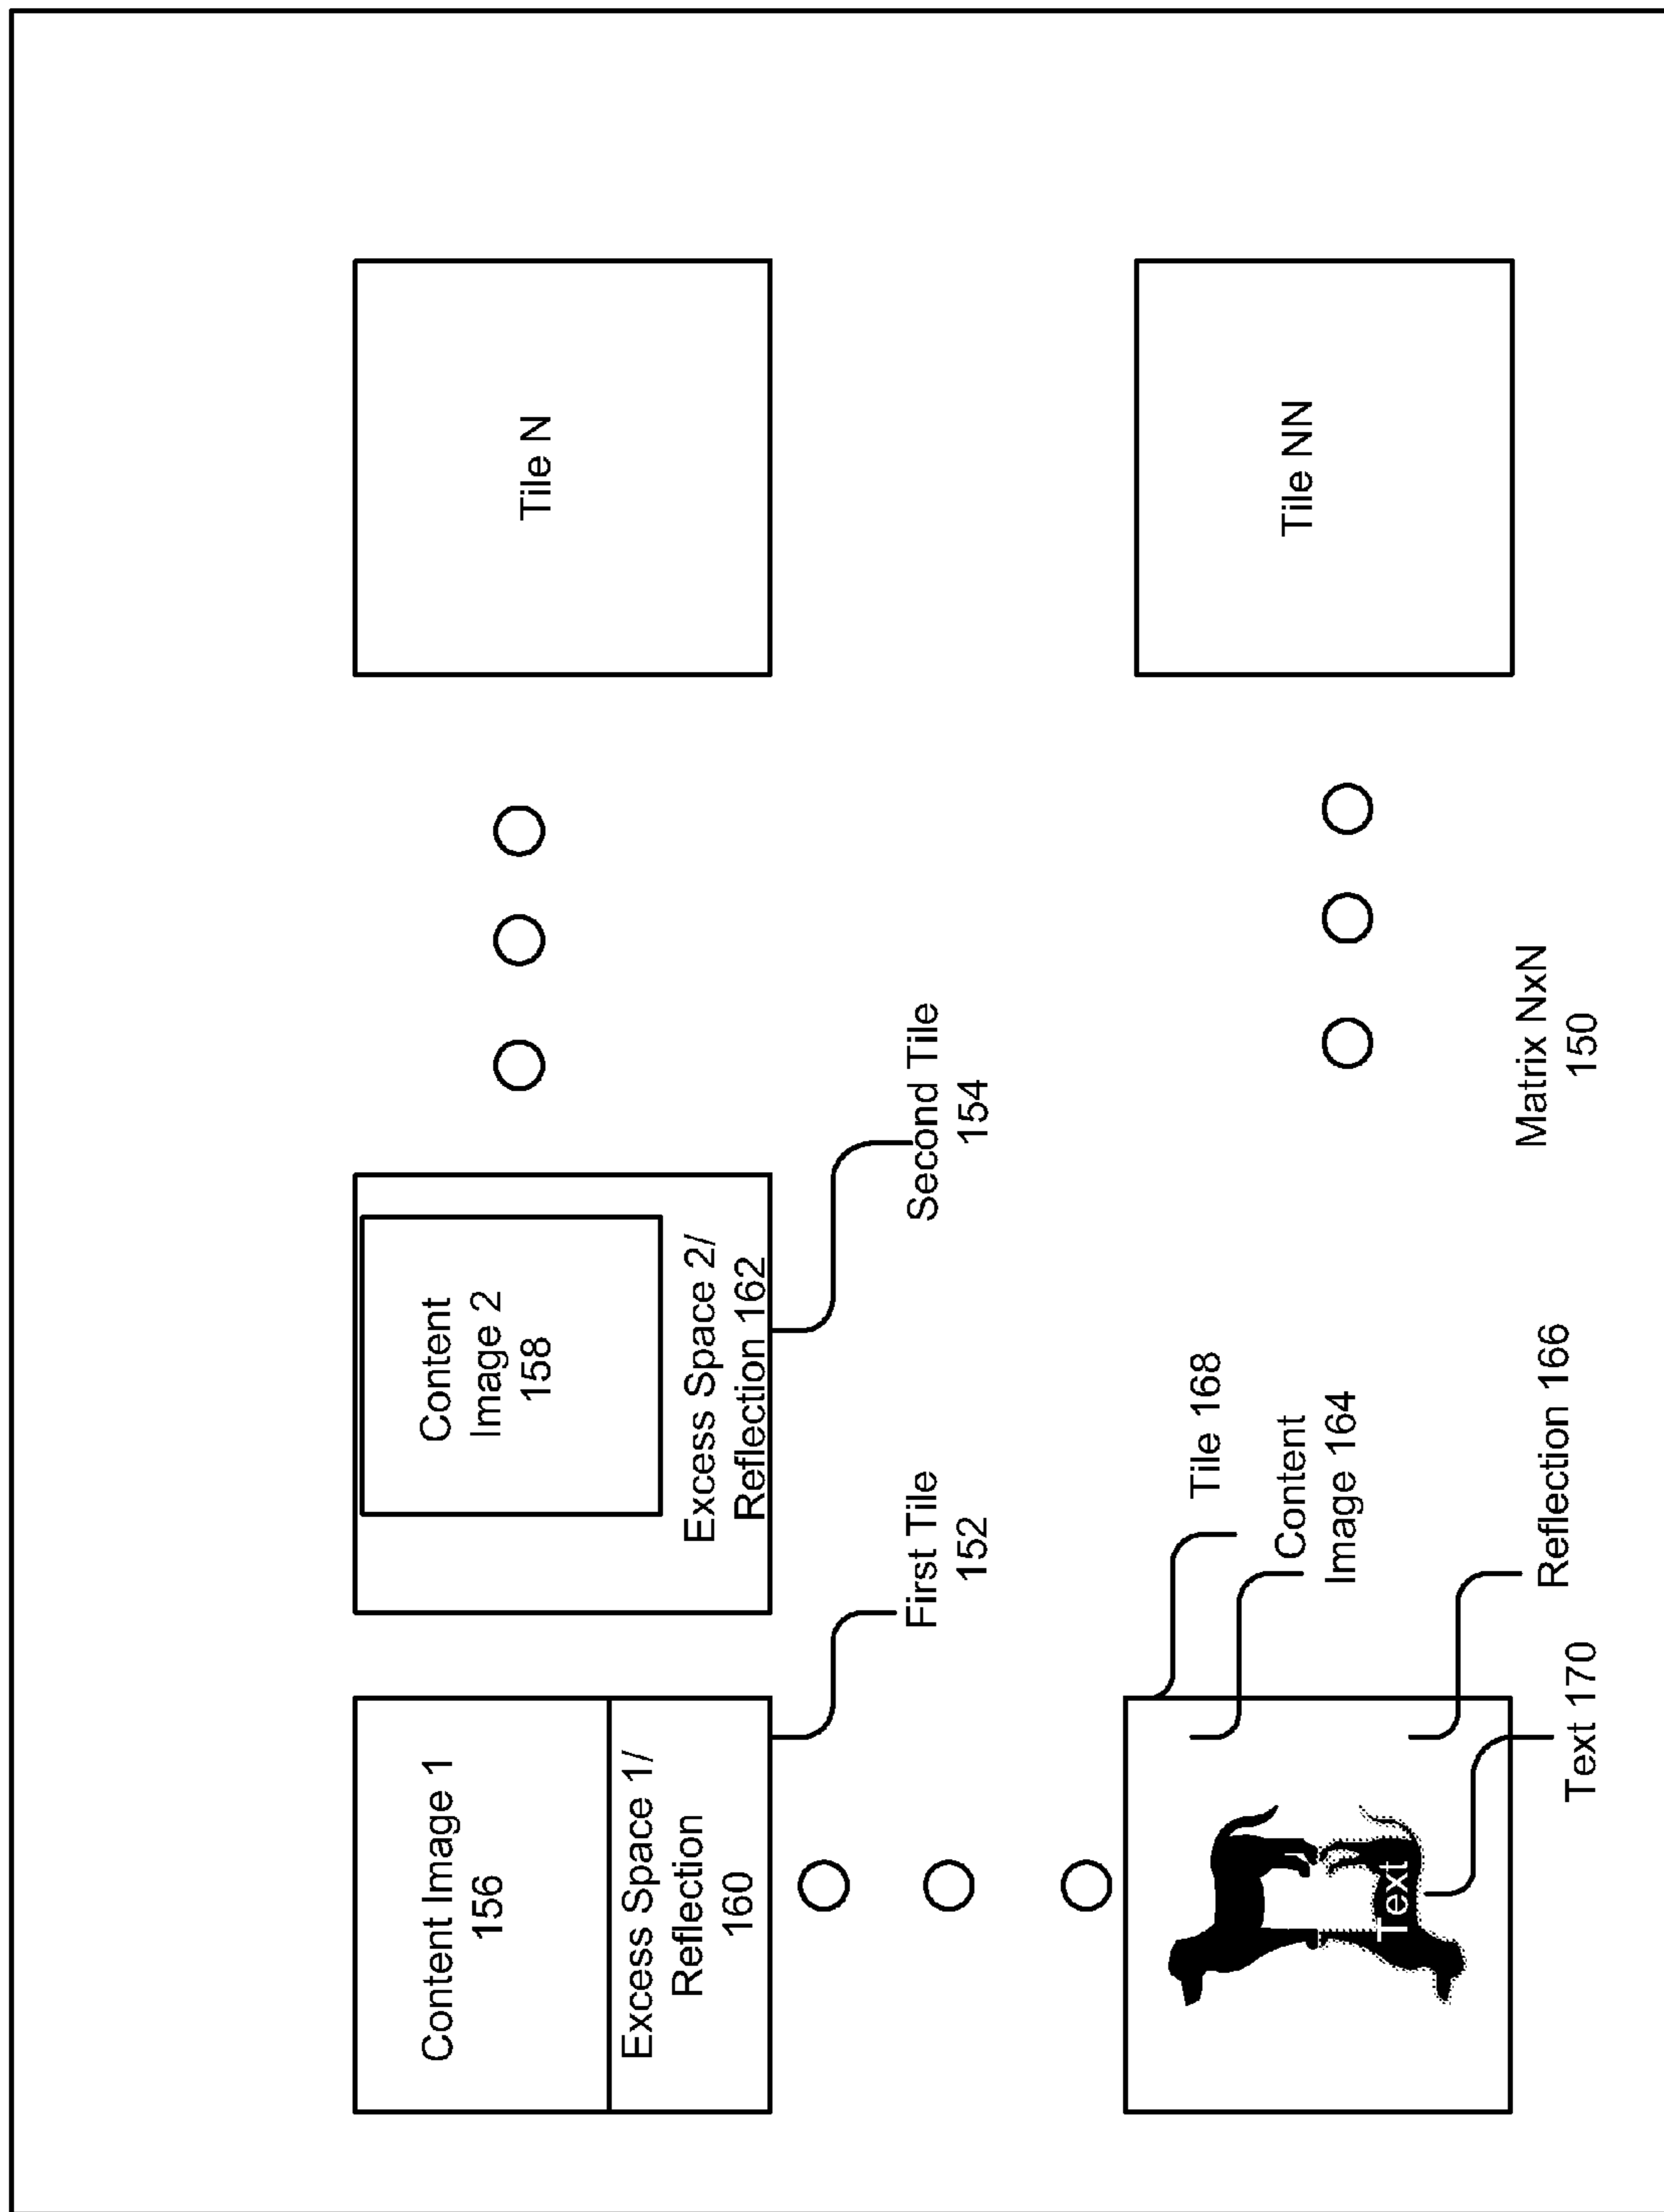 Content Image 1
156
Excess Space 1/
Reflection
160
Content
Image 2
158
Excess Space 2/
Reflection 162
Tile N
First Tile
152
Second Tile
154
Tile 168
Content
Image 164
Text
Reflection 166
Text 170
Tile NN
Matrix NxN
150